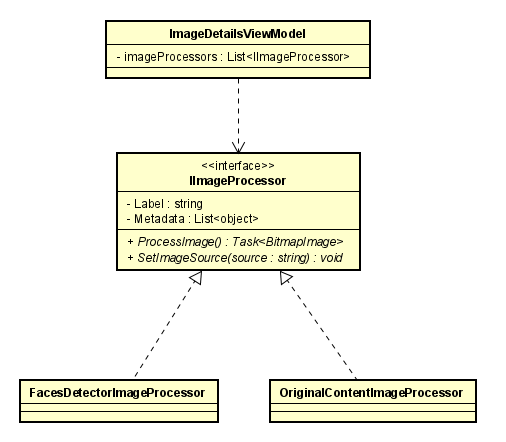 ImageDetailsViewModel
- imageProcessors : List<IImageProcessor>
<<interface>>
IImageProcessor
- Label : string
- Metadata : List<object>
+ ProcessImage() : Task<BitmapImage>
+ SetImageSource(source : string) : void
FacesDetectorImageProcessor
OriginalContentImageProcessor